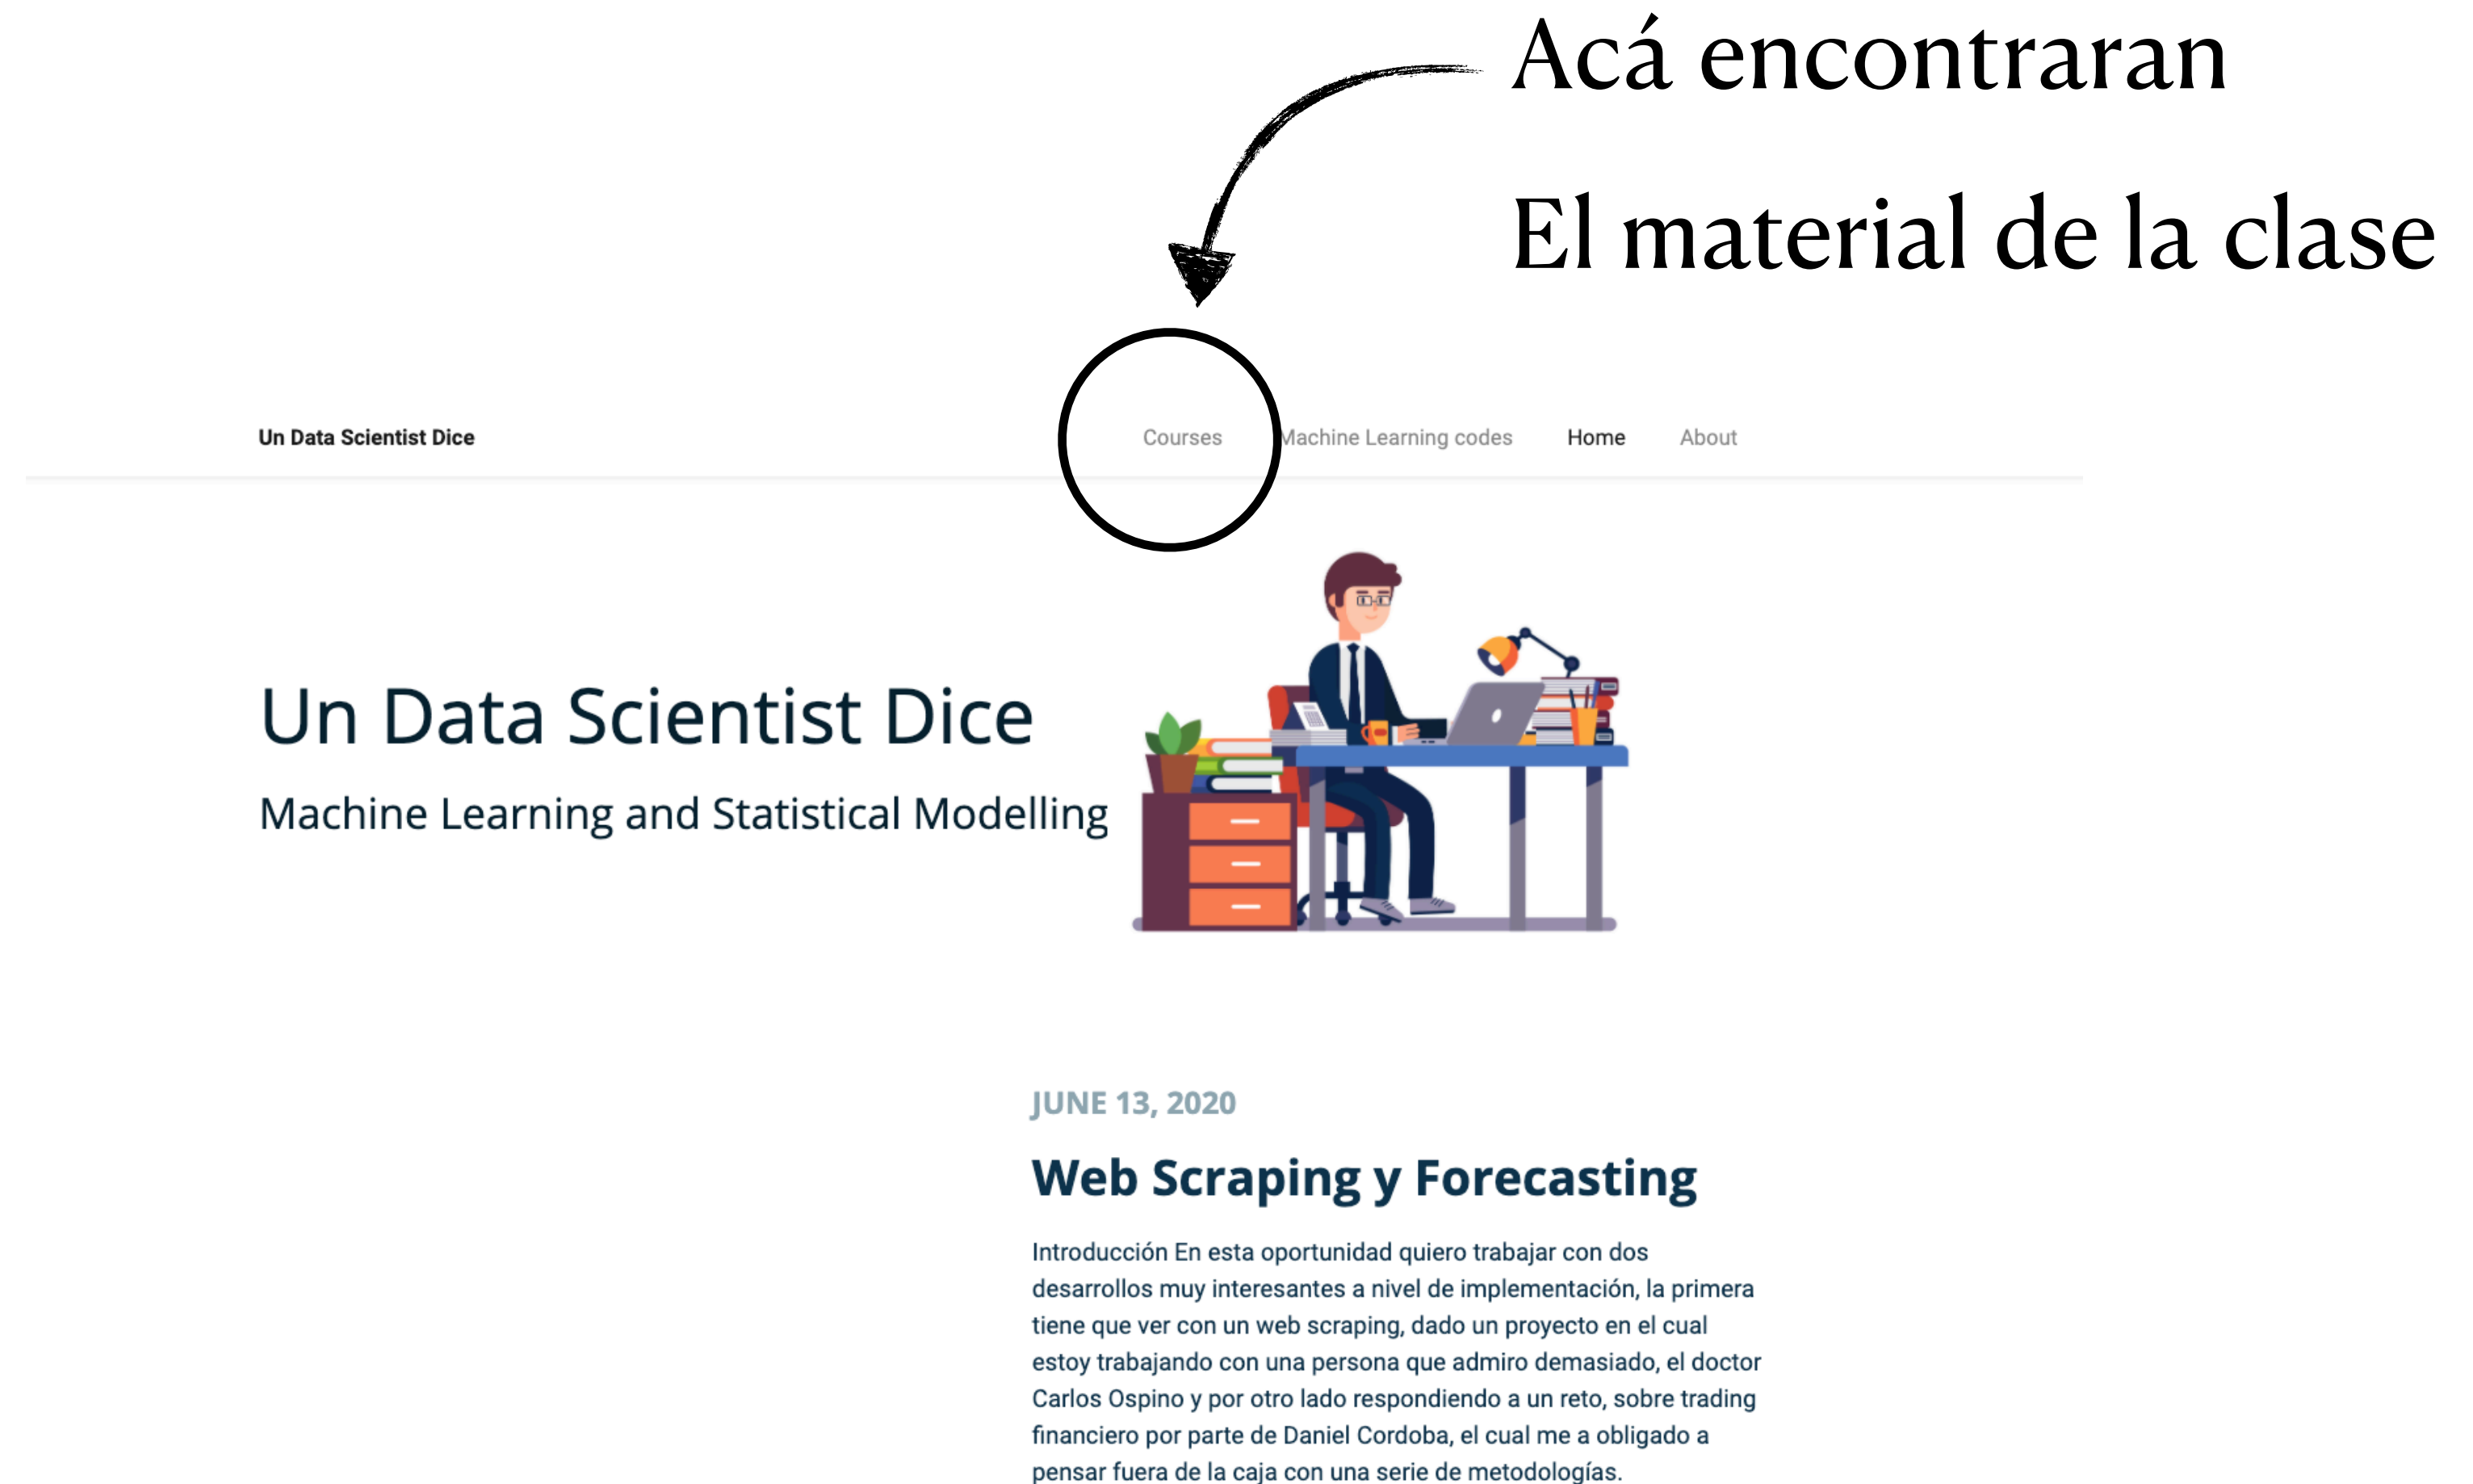 Acá encontraran
El material de la clase
Un Data Scientist Dice
Courses
Machine Learning codes
Home
About
Un Data Scientist Dice
Machine Learning and Statistical Modelling
JUNE 13, 2020
Web Scraping y Forecasting
Introducción En esta oportunidad quiero trabajar con dos
desarrollos muy interesantes a nivel de implementación, la primera
tiene que ver con un web scraping, dado un proyecto en el cual
estoy trabajando con una persona que admiro demasiado, el doctor
Carlos Ospino y por otro lado respondiendo a un reto, sobre trading
financiero por parte de Daniel Cordoba, el cual me a obligado a
pensar fuera de la caja con una serie de metodologías.